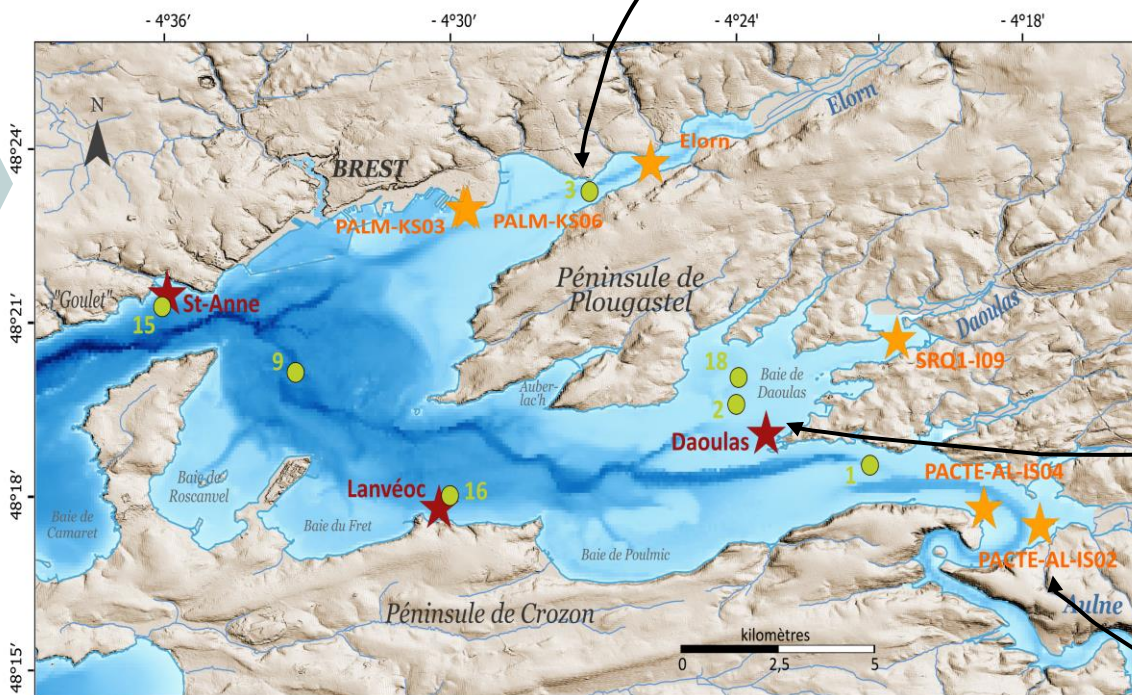 - 4°36'
- 4°30'
- 4°24'
- 4°18'
N
48°24'
48°21'
48°18'
48°15'
Elorn
Elorn
BREST
3
PALM-KS03
PALM-KS06
"Goulet"
St-Anne
15
Péninsule de
Plougastel
Daoulas
SRQ1-I09
9
18
Baie de
Daoulas
2
Auber-
lac'h
Daoulas
1
PACTE-AL-IS04
Baie de
Roscanvel
Lanvéoc
16
Baie de
Camaret
Baie du Fret
Baie de Poulmic
PACTE-AL-IS02
Aulne
Péninsule de Crozon
kilomètres
0
2,5
5